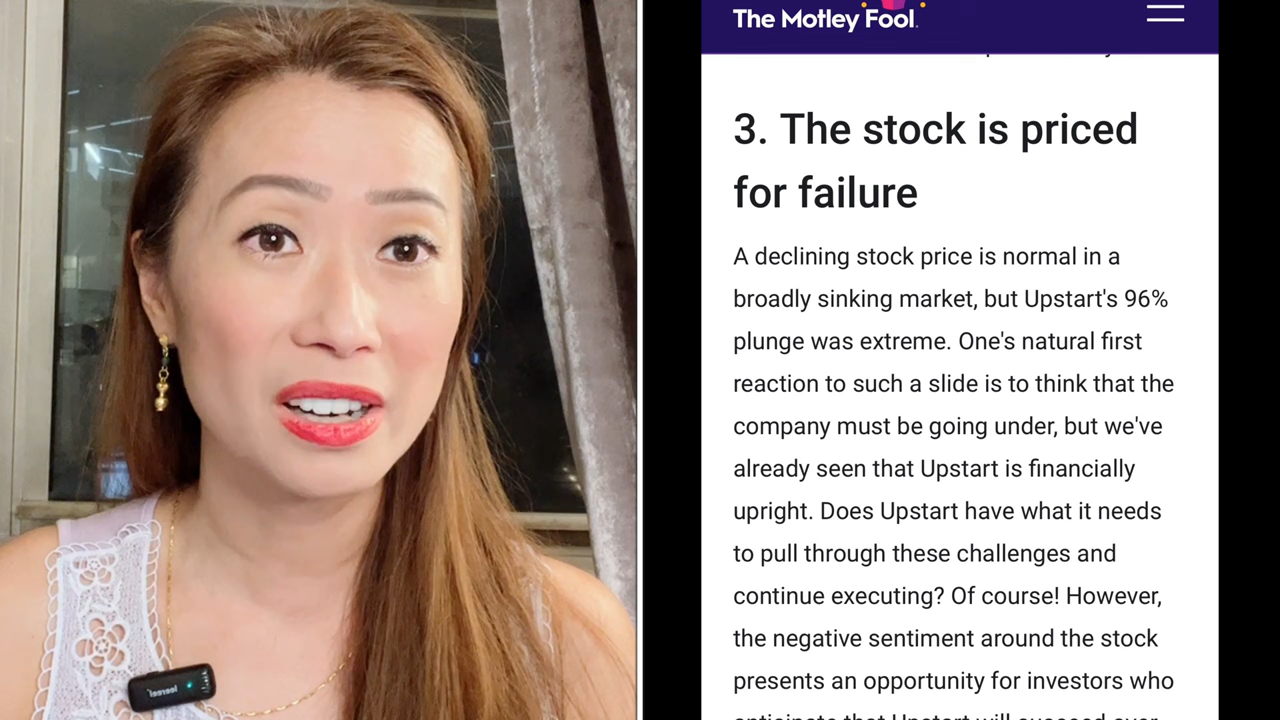 The Motley Fool.
3. The stock is priced
for failure
A declining stock price is normal in a
broadly sinking market, but Upstart's 96%
plunge was extreme. One's natural first
reaction to such a slide is to think that the
company must be going under, but we've
already seen that Upstart is financially
upright. Does Upstart have what it needs
to pull through these challenges and
continue executing? Of course! However,
the negative sentiment around the stock
presents an opportunity for investors who